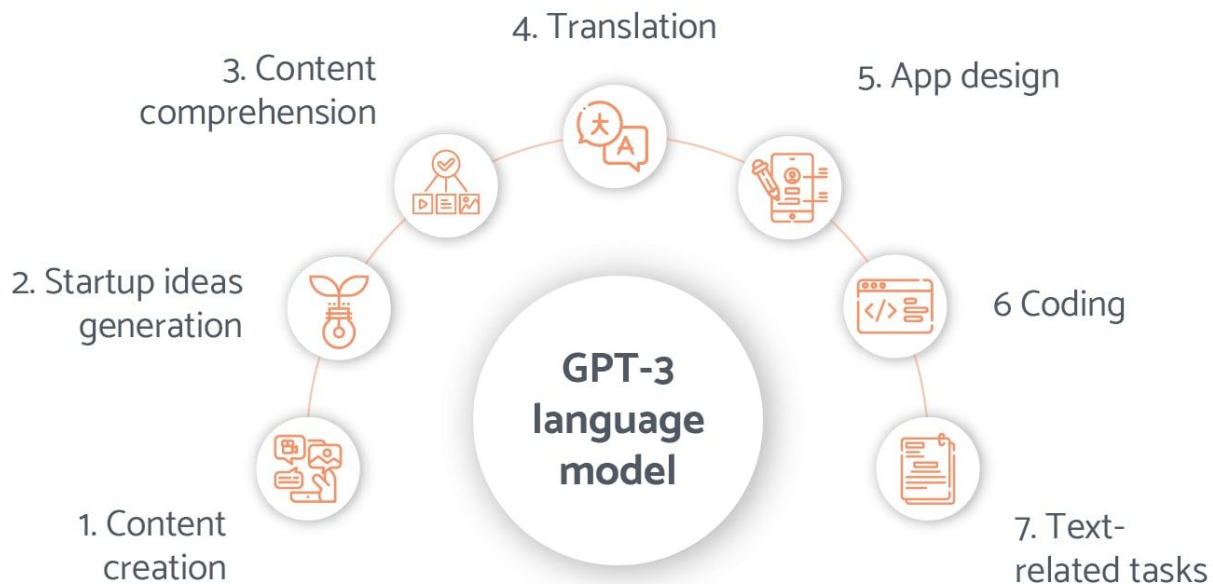 4. Translation
3. Content
comprehension
5. App design
大
A
2. Startup ideas
generation
6 Coding
</>
GPT-3
language
model
1. Content
creation
7. Text-
related tasks